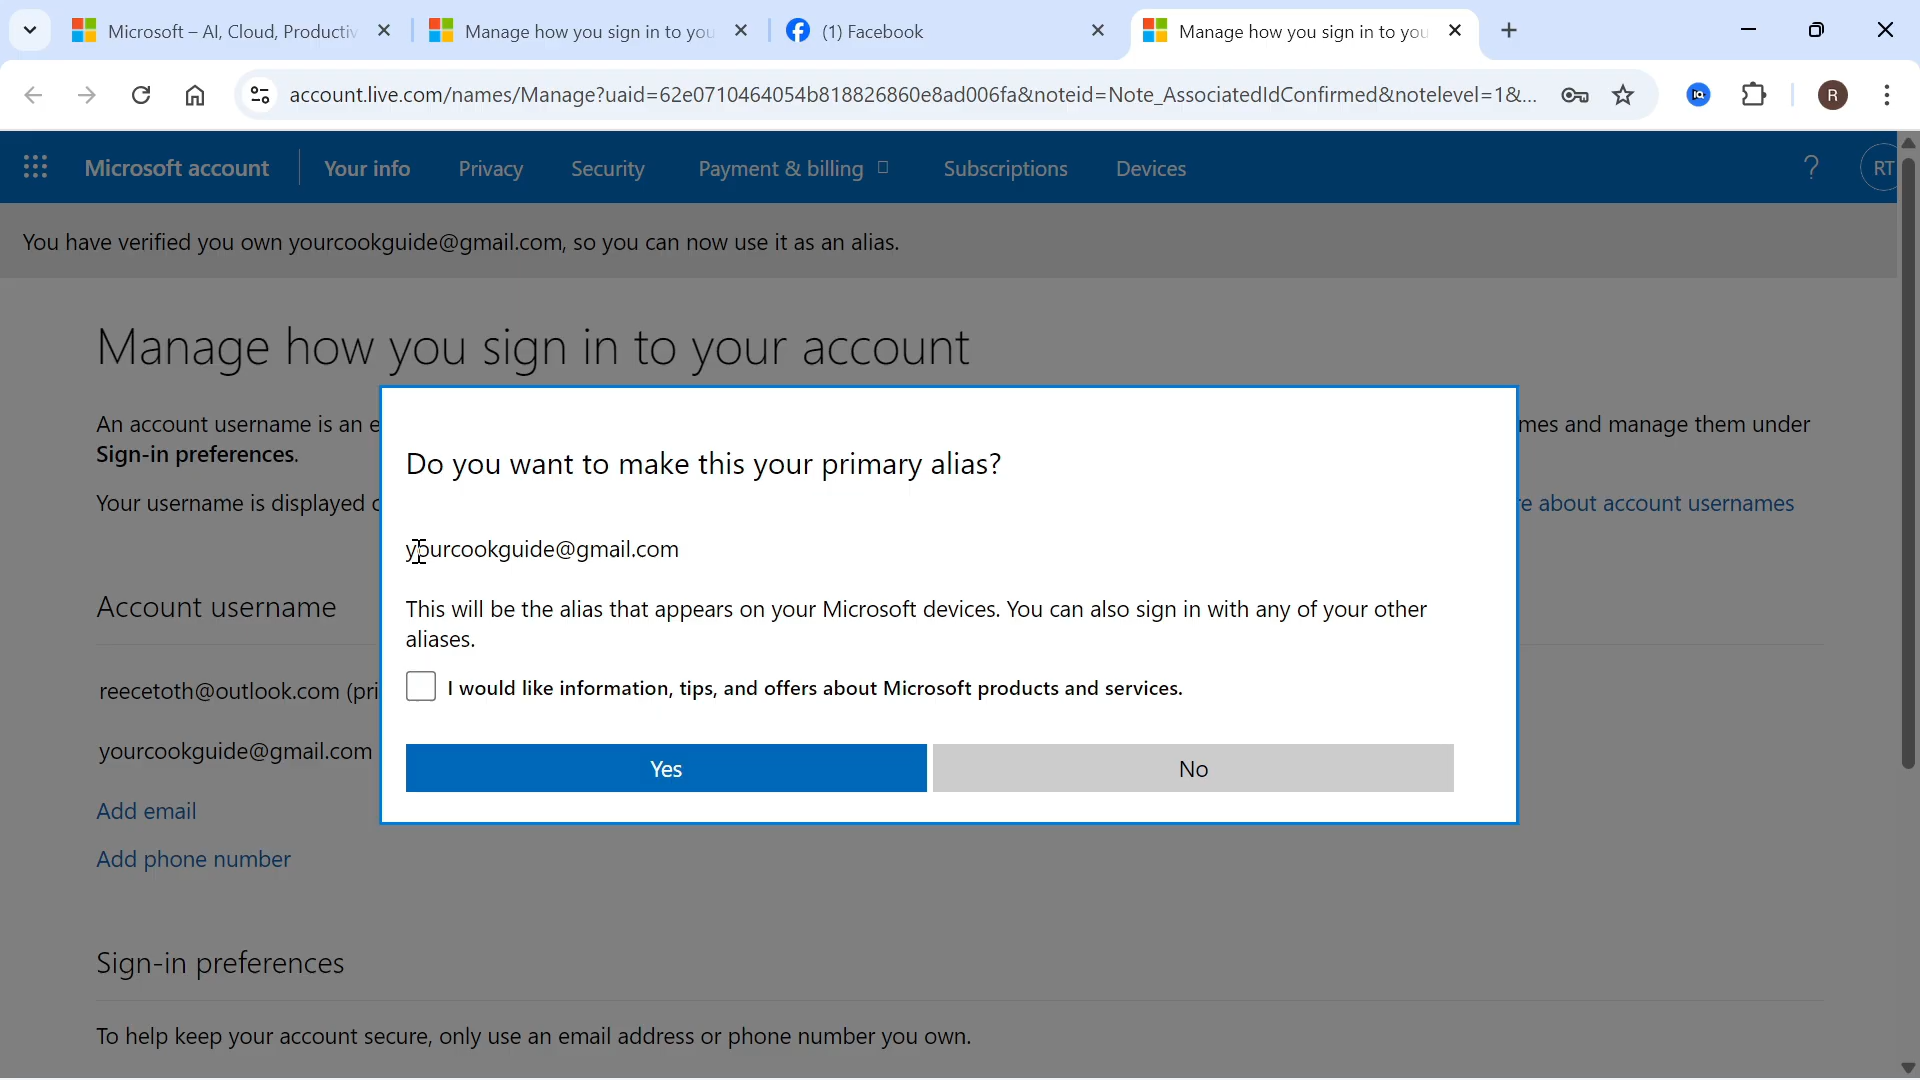 Microsoft – AI, Cloud, Productiv
Manage how you sign in to you
(1) Facebook
Manage how you sign in to you
account.live.com/names/Manage?uaid=62e0710464054b818826860e8ad006fa&noteid=Note_AssociatedIdConfirmed&notelevel=1&...
R
Microsoft account
Your info
Privacy
Security
Payment & billing
Subscriptions
Devices
?
RT
You have verified you own yourcookguide@gmail.com, so you can now use it as an alias.
Manage how you sign in to your account
An account username is an e
mes and manage them under
Sign-in preferences.
Your username is displayed
re about account usernames
Do you want to make this your primary alias?
yourcookguide@gmail.com
This will be the alias that appears on your Microsoft devices. You can also sign in with any of your other
aliases.
I would like information, tips, and offers about Microsoft products and services.
Yes
No
Account username
reecetoth@outlook.com (pri
yourcookguide@gmail.com
Add email
Add phone number
Sign-in preferences
To help keep your account secure, only use an email address or phone number you own.